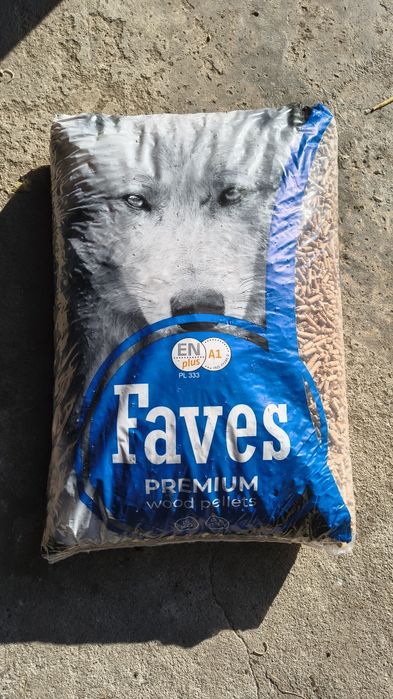 EN
plus
A1
PL 333
Faves
PREMIUM
wood pellets